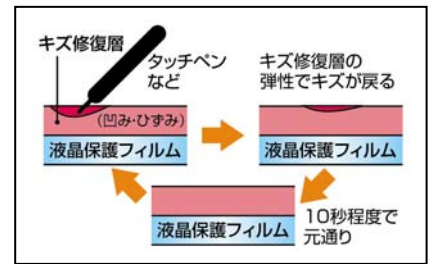 キズ修復層
タッチペン
など
(凹み・ひずみ)
液晶保護フィルム
キズ修復層の
弾性でキズが戻る
液晶保護フィルム
10秒程度で
元通り
液晶保護フィルム